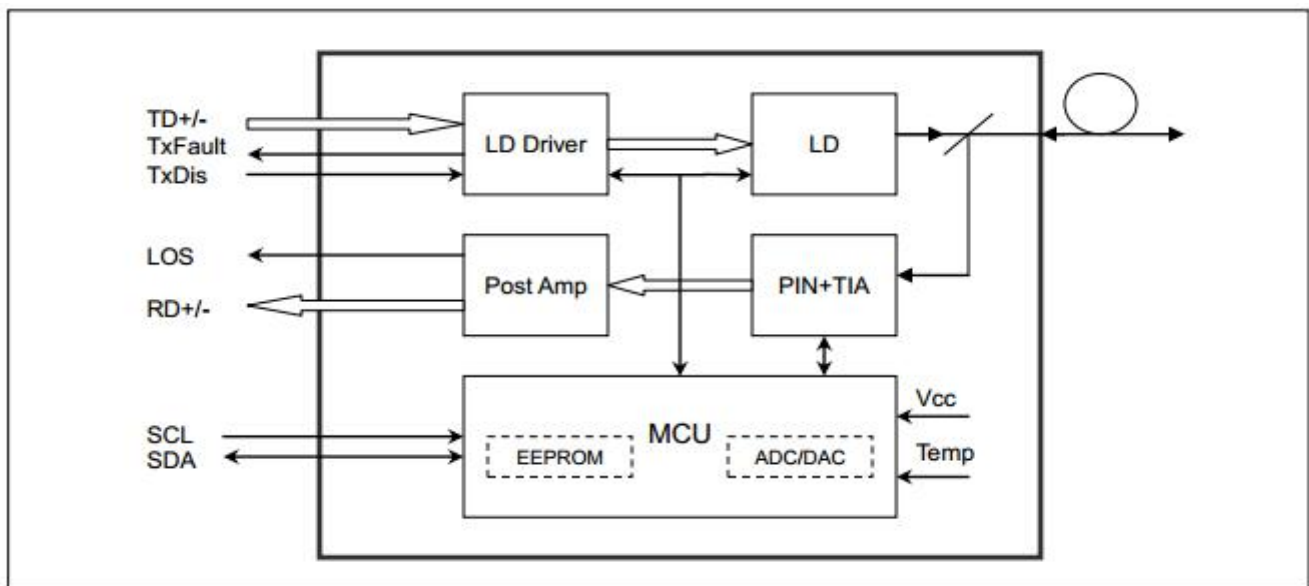 TD+/-
TxFault
TxDis
LD Driver
LD
LOS
RD+/-
Post Amp
PIN+TIA
SCL
SDA
MCU
EEPROM
ADC/DAC
Vcc
Temp